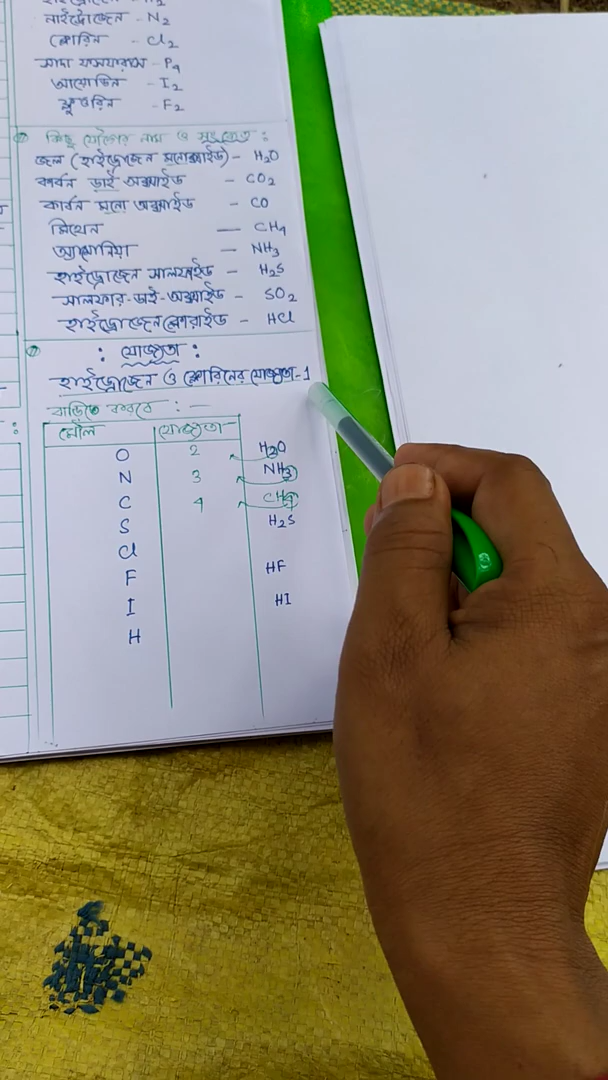 নাইট্রোজেন - N₂
ক্লোরিন - Cl₂
সাদা ফসফরাস - P₄
আয়োডিন - I₂
ফ্লুওরিন - F₂
কিছু যৌগের নাম ও সংকেত :
জল (হাইড্রোজেন মনোক্সাইড) - H₂O
কার্বন ডাই অক্সাইড - CO₂
কার্বন মনো অক্সাইড - CO
মিথেন — CH₄
অ্যামোনিয়া — NH₃
হাইড্রোজেন সালফাইড - H₂S
সালফার-ডাই-অক্সাইড - SO₂
হাইড্রোজেন ক্লোরাইড - HCl
: যোজ্যতা :
হাইড্রোজেন ও ক্লোরিনের যোজ্যতা-1
বাড়িতে করবে :-
মৌল যোজ্যতা
O 2 H₂O
N 3 NH₃
C 4 CH₄
S H₂S
Cl
F HF
I HI
H